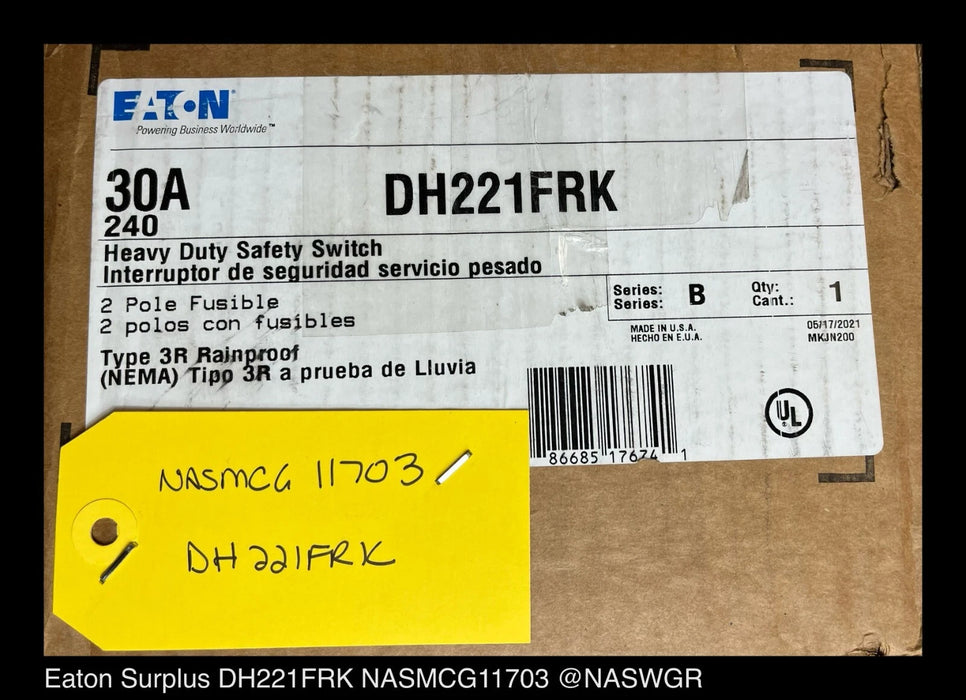 EATON
Powering Business Worldwide™
30A
DH221FRK
240
Heavy Duty Safety Switch
Interruptor de seguridad servicio pesado
2 Pole Fusible
2 polos con fusibles
Series: B Qty: 1
Series: Cant.:
MADE IN U.S.A.
HECHO EN E.U.A.
05/17/2021
MKJN200
Type 3R Rainproof
(NEMA) Tipo 3R a prueba de Lluvia
86685 17674 1
UL
NASMCG 11703
DH221FRK
Eaton Surplus DH221FRK NASMCG11703 @NASWGR